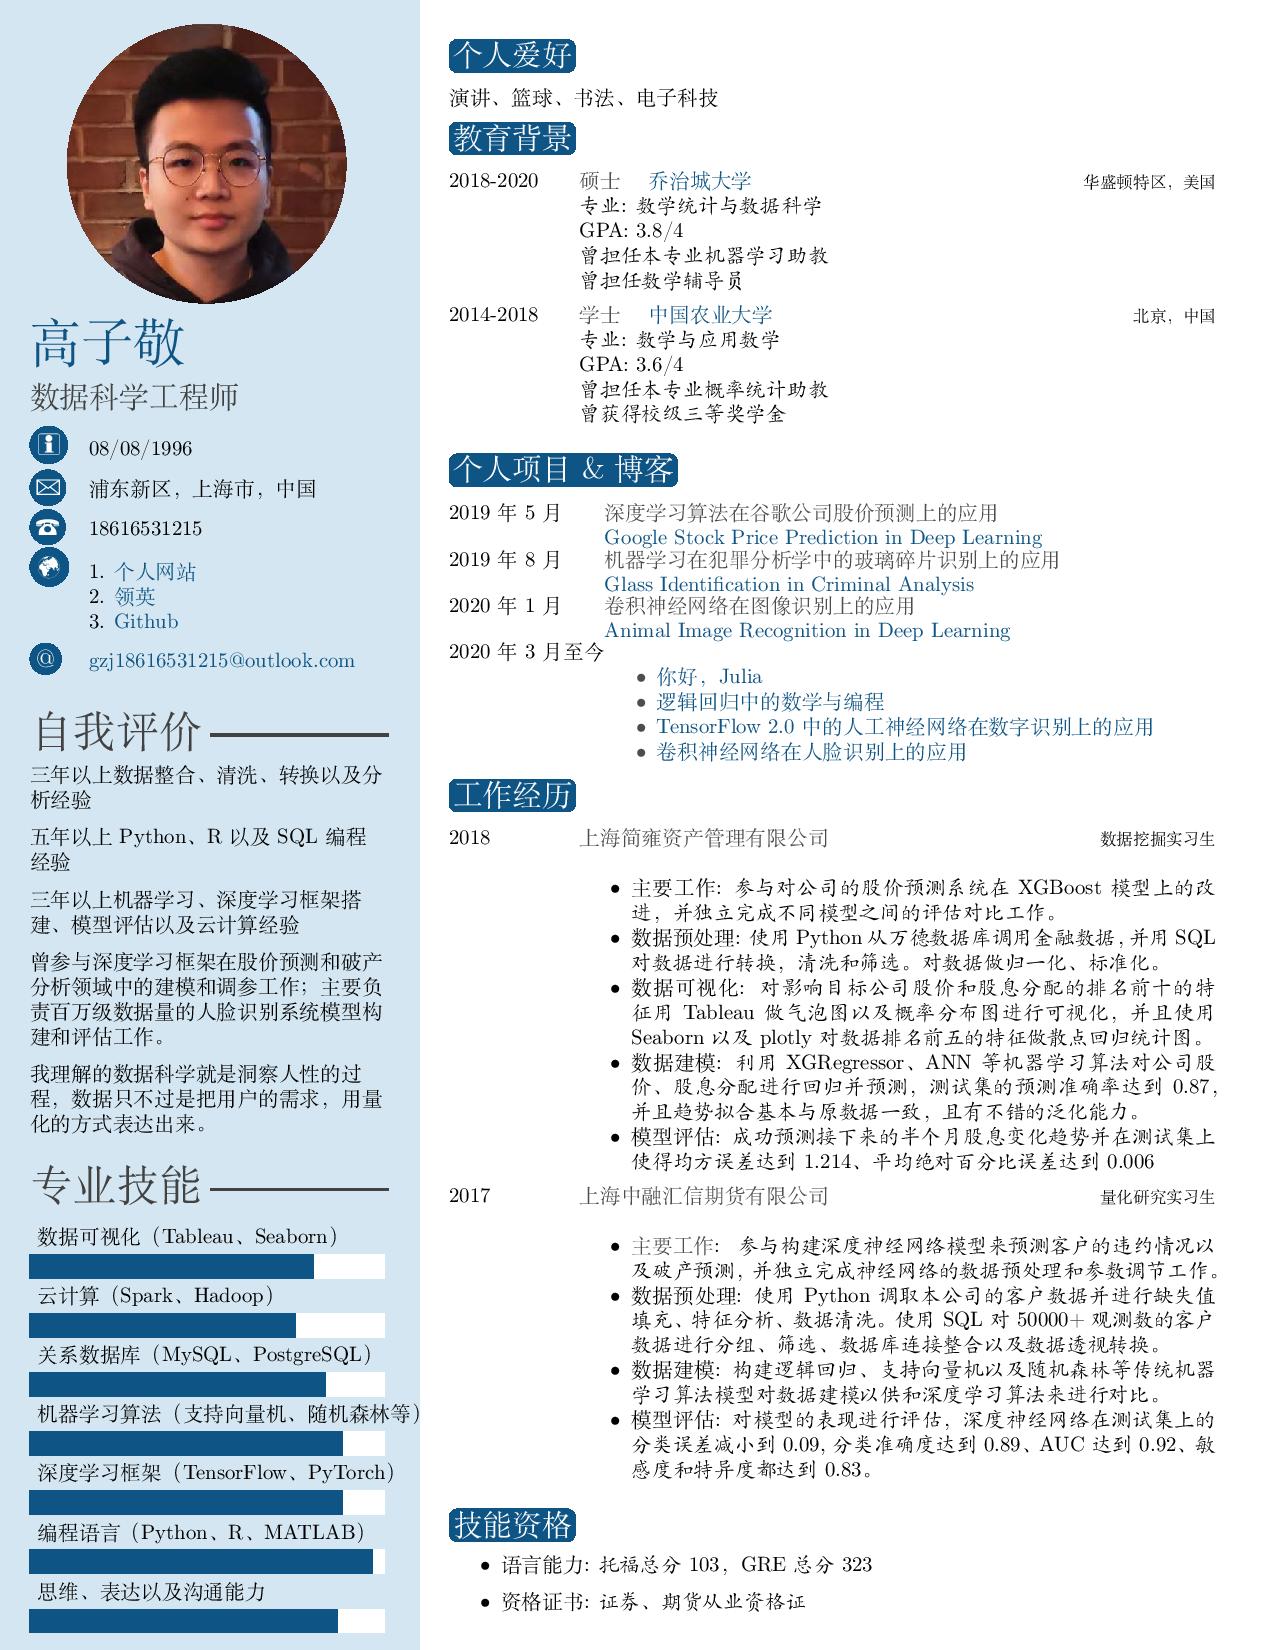 高子敬
数据科学工程师
08/08/1996
浦东新区，上海市，中国
18616531215
1. 个人网站
2. 领英
3. Github
@ gzj18616531215@outlook.com
自我评价
三年以上数据整合、清洗、转换以及分
析经验
五年以上 Python、R 以及 SQL 编程
经验
三年以上机器学习、深度学习框架搭
建、模型评估以及云计算经验
曾参与深度学习框架在股价预测和破产
分析领域中的建模和调参工作；主要负
责百万级数据量的人脸识别系统模型构
建和评估工作。
我理解的数据科学就是洞察人性的过
程，数据只不过是把用户的需求，用量
化的方式表达出来。
专业技能
数据可视化（Tableau、Seaborn）
云计算（Spark、Hadoop）
关系数据库（MySQL、PostgreSQL）
机器学习算法（支持向量机、随机森林等）
深度学习框架（TensorFlow、PyTorch）
编程语言（Python、R、MATLAB）
思维、表达以及沟通能力
个人爱好
演讲、篮球、书法、电子科技
教育背景
2018-2020 硕士 乔治城大学 华盛顿特区，美国
专业: 数学统计与数据科学
GPA: 3.8/4
曾担任本专业机器学习助教
曾担任数学辅导员
2014-2018 学士 中国农业大学 北京，中国
专业: 数学与应用数学
GPA: 3.6/4
曾担任本专业概率统计助教
曾获得校级三等奖学金
个人项目 & 博客
2019 年 5 月 深度学习算法在谷歌公司股价预测上的应用
Google Stock Price Prediction in Deep Learning
2019 年 8 月 机器学习在犯罪分析学中的玻璃碎片识别上的应用
Glass Identification in Criminal Analysis
2020 年 1 月 卷积神经网络在图像识别上的应用
Animal Image Recognition in Deep Learning
2020 年 3 月至今
• 你好，Julia
• 逻辑回归中的数学与编程
• TensorFlow 2.0 中的人工神经网络在数字识别上的应用
• 卷积神经网络在人脸识别上的应用
工作经历
2018 上海简雍资产管理有限公司 数据挖掘实习生
• 主要工作: 参与对公司的股价预测系统在 XGBoost 模型上的改
进，并独立完成不同模型之间的评估对比工作。
• 数据预处理: 使用 Python 从万德数据库调用金融数据，并用 SQL
对数据进行转换，清洗和筛选。对数据做归一化、标准化。
• 数据可视化: 对影响目标公司股价和股息分配的排名前十的特
征用 Tableau 做气泡图以及概率分布图进行可视化，并且使用
Seaborn 以及 plotly 对数据排名前五的特征做散点回归统计图。
• 数据建模: 利用 XGRegressor、ANN 等机器学习算法对公司股
价、股息分配进行回归并预测，测试集的预测准确率达到 0.87，
并且趋势拟合基本与原数据一致，且有不错的泛化能力。
• 模型评估: 成功预测接下来的半个月股息变化趋势并在测试集上
使得均方误差达到 1.214、平均绝对百分比误差达到 0.006
2017 上海中融汇信期货有限公司 量化研究实习生
• 主要工作: 参与构建深度神经网络模型来预测客户的违约情况以
及破产预测，并独立完成神经网络的数据预处理和参数调节工作。
• 数据预处理: 使用 Python 调取本公司的客户数据并进行缺失值
填充、特征分析、数据清洗。使用 SQL 对 50000+ 观测数的客户
数据进行分组、筛选、数据库连接整合以及数据透视转换。
• 数据建模: 构建逻辑回归、支持向量机以及随机森林等传统机器
学习算法模型对数据建模以供和深度学习算法来进行对比。
• 模型评估: 对模型的表现进行评估，深度神经网络在测试集上的
分类误差减小到 0.09, 分类准确度达到 0.89、AUC 达到 0.92、敏
感度和特异度都达到 0.83。
技能资格
• 语言能力: 托福总分 103，GRE 总分 323
• 资格证书: 证券、期货从业资格证